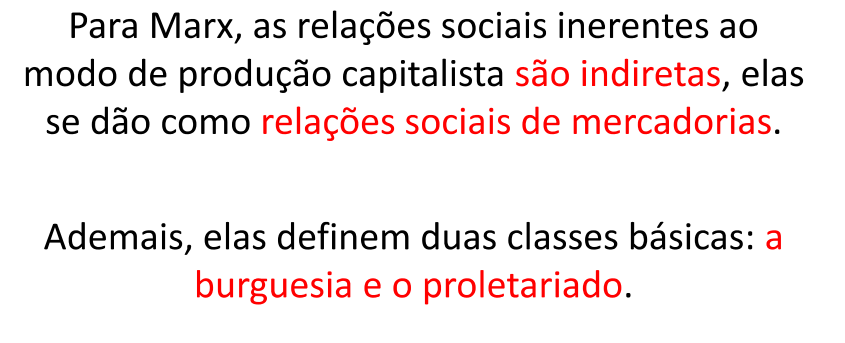 Para Marx, as relações sociais inerentes ao
modo de produção capitalista são indiretas, elas
se dão como relações sociais de mercadorias.
Ademais, elas definem duas classes básicas: a
burguesia e o proletariado.